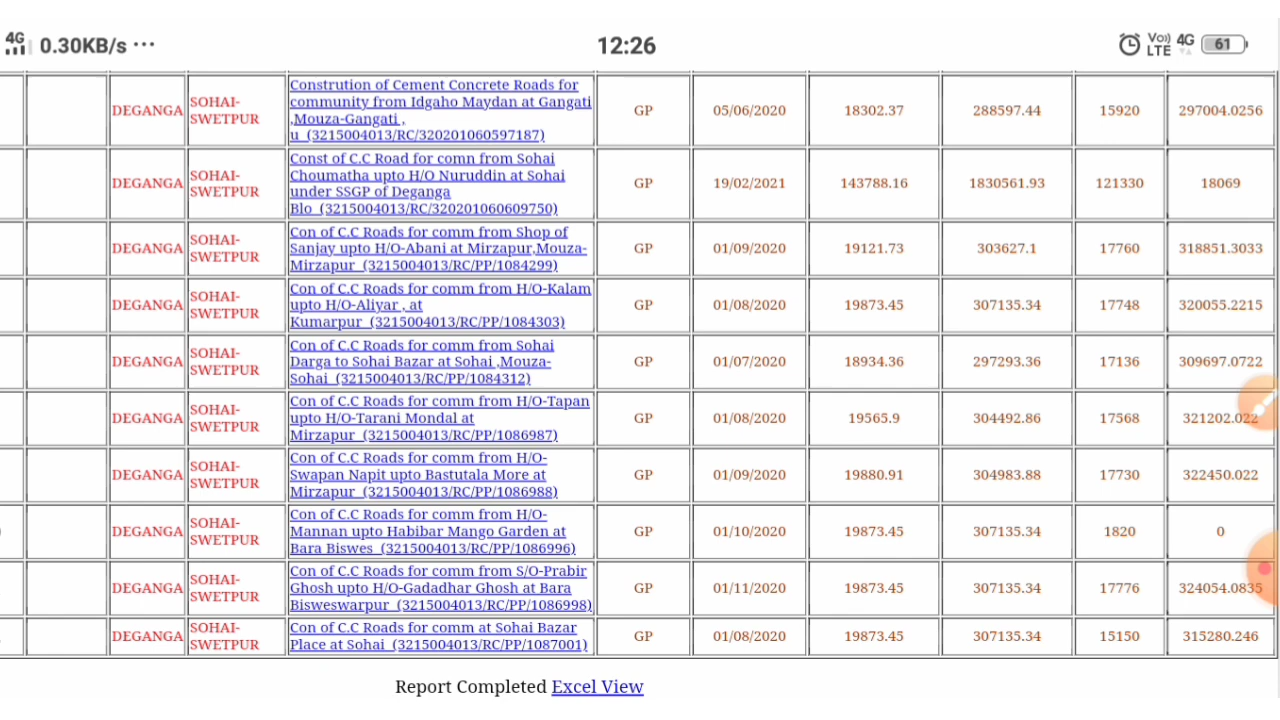 4G 0.30KB/s ... 12:26 Vo)) LTE 4G 61
DEGANGA SOHAI-SWETPUR Constrution of Cement Concrete Roads for GP 05/06/2020 18302.37 288597.44 15920 297004.0256
community from Idgaho Maydan at Gangati
,Mouza-Gangati ,
u_(3215004013/RC/320201060597187)
DEGANGA SOHAI-SWETPUR Const of C.C Road for comn from Sohai GP 19/02/2021 143788.16 1830561.93 121330 18069
Choumatha upto H/O Nuruddin at Sohai
under SSGP of Deganga
Blo_(3215004013/RC/320201060609750)
DEGANGA SOHAI-SWETPUR Con of C.C Roads for comm from Shop of GP 01/09/2020 19121.73 303627.1 17760 318851.3033
Sanjay upto H/O-Abani at Mirzapur,Mouza-
Mirzapur_(3215004013/RC/PP/1084299)
DEGANGA SOHAI-SWETPUR Con of C.C Roads for comm from H/O-Kalam GP 01/08/2020 19873.45 307135.34 17748 320055.2215
upto H/O-Aliyar , at
Kumarpur_(3215004013/RC/PP/1084303)
DEGANGA SOHAI-SWETPUR Con of C.C Roads for comm from Sohai GP 01/07/2020 18934.36 297293.36 17136 309697.0722
Darga to Sohai Bazar at Sohai ,Mouza-
Sohai_(3215004013/RC/PP/1084312)
DEGANGA SOHAI-SWETPUR Con of C.C Roads for comm from H/O-Tapan GP 01/08/2020 19565.9 304492.86 17568 321202.022
upto H/O-Tarani Mondal at
Mirzapur_(3215004013/RC/PP/1086987)
DEGANGA SOHAI-SWETPUR Con of C.C Roads for comm from H/O- GP 01/09/2020 19880.91 304983.88 17730 322450.022
Swapan Napit upto Bastutala More at
Mirzapur_(3215004013/RC/PP/1086988)
DEGANGA SOHAI-SWETPUR Con of C.C Roads for comm from H/O- GP 01/10/2020 19873.45 307135.34 1820 0
Mannan upto Habibar Mango Garden at
Bara Biswes_(3215004013/RC/PP/1086996)
DEGANGA SOHAI-SWETPUR Con of C.C Roads for comm from S/O-Prabir GP 01/11/2020 19873.45 307135.34 17776 324054.0835
Ghosh upto H/O-Gadadhar Ghosh at Bara
Bisweswarpur_(3215004013/RC/PP/1086998)
DEGANGA SOHAI-SWETPUR Con of C.C Roads for comm at Sohai Bazar GP 01/08/2020 19873.45 307135.34 15150 315280.246
Place at Sohai_(3215004013/RC/PP/1087001)
Report Completed Excel View